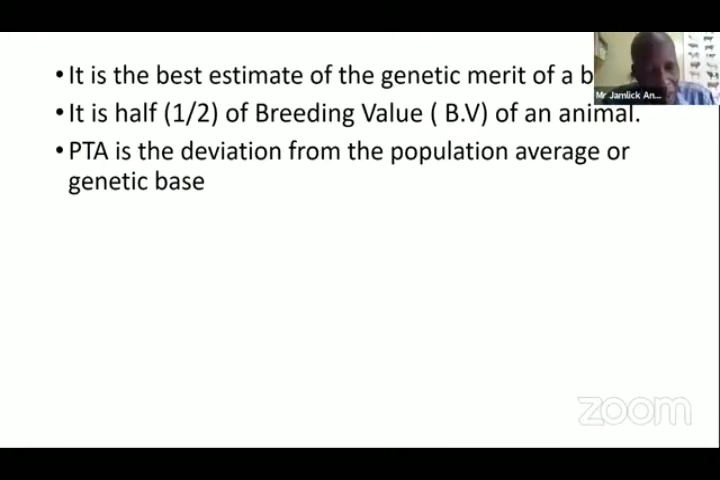 • It is the best estimate of the genetic merit of a b
Mr Jamlick An...
• It is half (1/2) of Breeding Value ( B.V) of an animal.
• PTA is the deviation from the population average or
genetic base
zoom